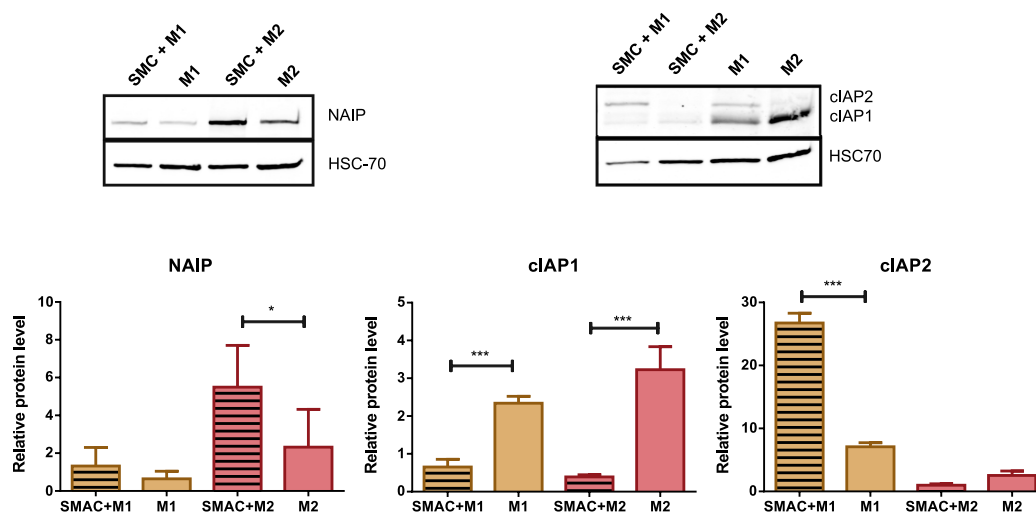 SMC + M1
M1
SMC + M2
M2
NAIP
HSC-70
SMC + M1
SMC + M2
M1
M2
cIAP2
cIAP1
HSC70
NAIP
Relative protein level
10
8
6
4
2
0
*
SMAC+M1
M1
SMAC+M2
M2
cIAP1
Relative protein level
5
4
3
2
1
0
***
***
SMAC+M1
M1
SMAC+M2
M2
cIAP2
Relative protein level
30
20
10
0
***
SMAC+M1
M1
SMAC+M2
M2